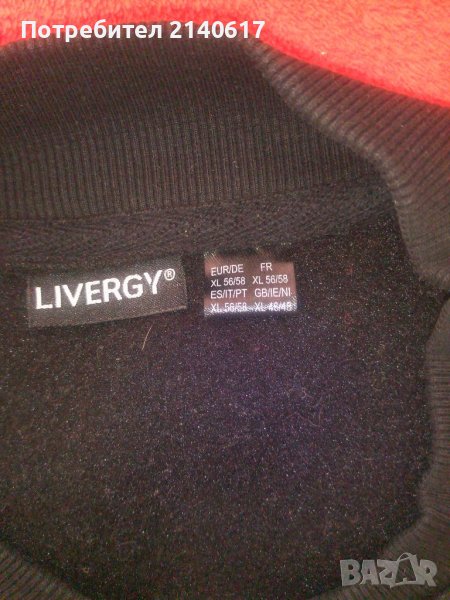 Потребител 2140617
LIVERGY®
EUR/DE FR
XL 56/58 XL 56/58
ES/IT/PT GB/IE/NI
XL 56/58 XL 46/48
BAZAR